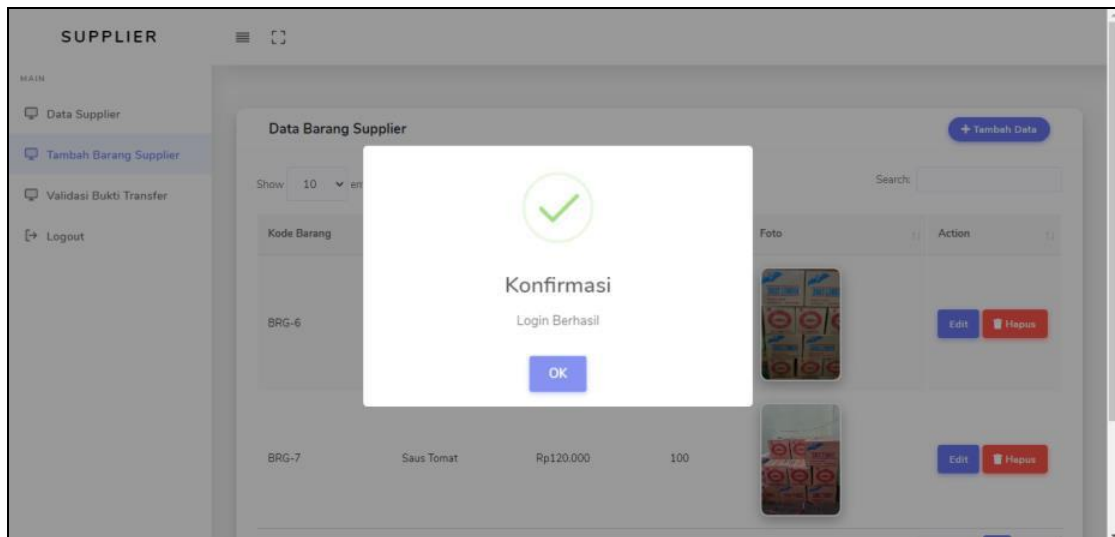 SUPPLIER
MAIN
Data Supplier
Tambah Barang Supplier
Validasi Bukti Transfer
Logout
Data Barang Supplier
+ Tambah Data
Show 10 en
Search:
Kode Barang Foto Action
Konfirmasi
Login Berhasil
OK
BRG-6 Edit Hapus
BRG-7 Saus Tomat Rp120.000 100 Edit Hapus